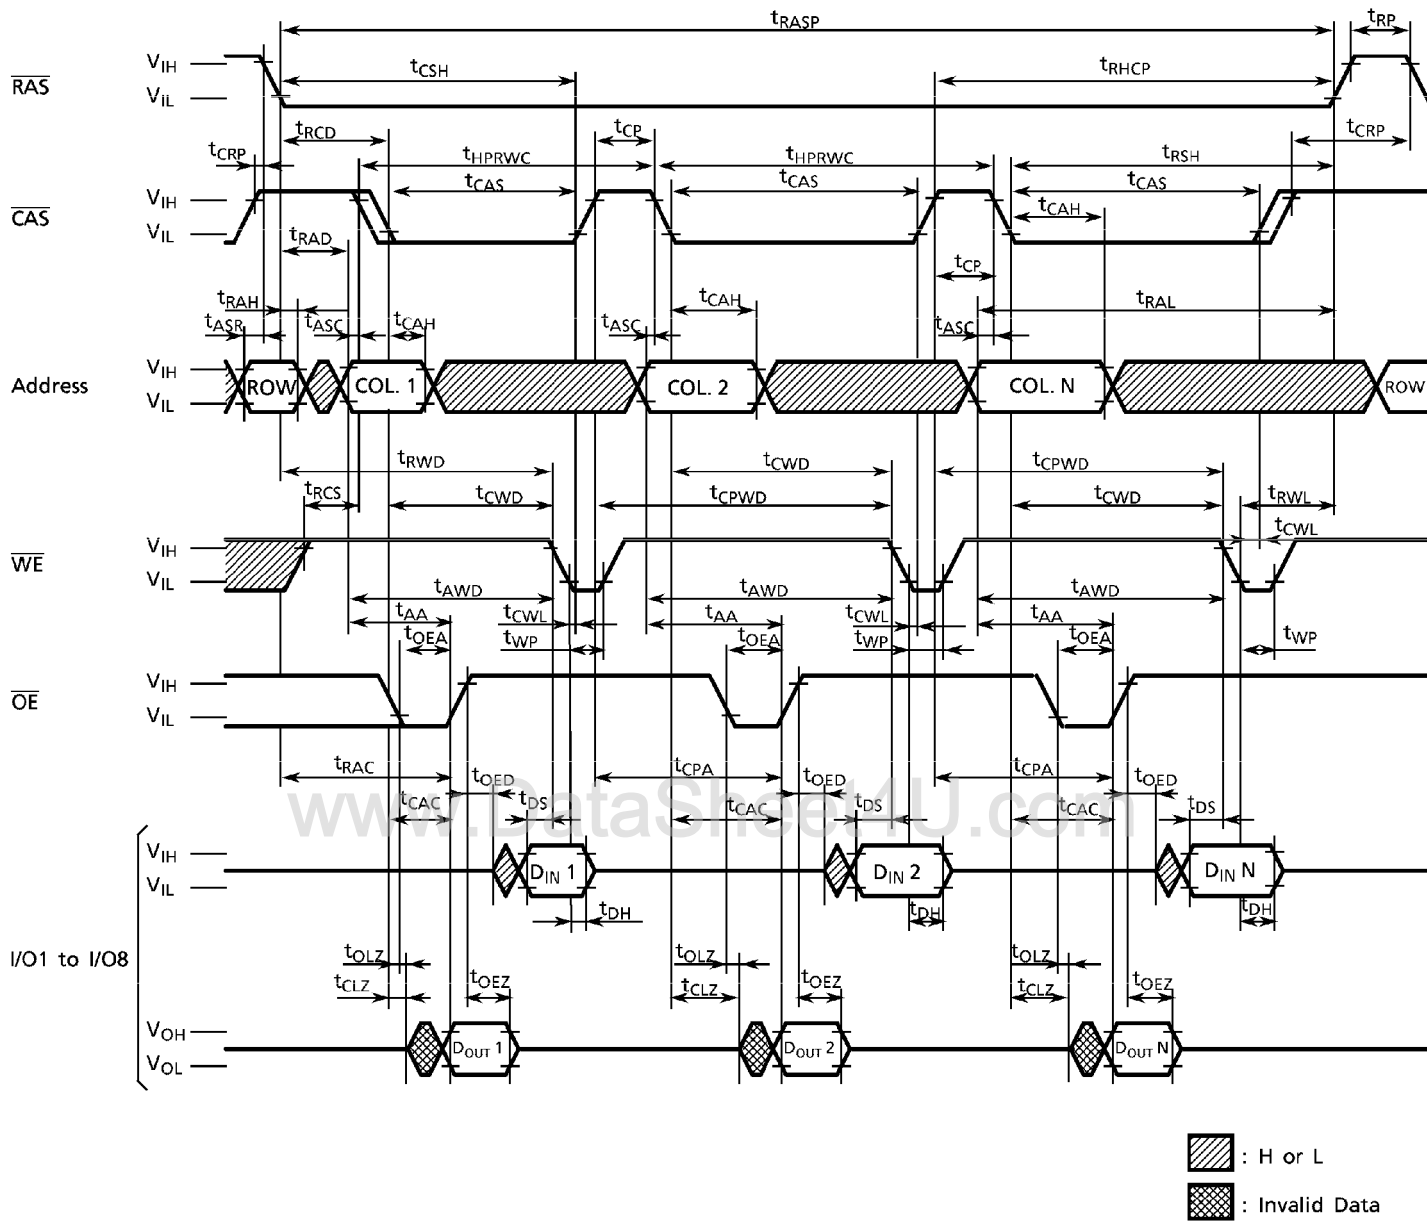 tRASP tRP
VIH
tCSH tRHCP
RAS
VIL
tRCD tCP tCRP
tCRP tHPRWC tHPRWC tRSH
tCAS tCAS tCAS
VIH
CAS tCAH
VIL
tRAD
tCP
tRAH tCAH tRAL
tASR tASC tCAH tASC tASC
VIH
Address ROW COL. 1 COL. 2 COL. N ROW
VIL
tRWD tCWD tCPWD
tRCS tCWD tCPWD tCWD tRWL
tCWL
VIH
WE
VIL
tAWD tAWD tAWD
tAA tCWL tAA tCWL tAA
tOEA tWP tOEA tWP tOEA tWP
VIH
OE
VIL
tRAC tOED tCPA tOED tCPA tOED
www.DataSheet4U.com
tCAC tDS tCAC tDS tCAC tDS
VIH
DIN 1 DIN 2 DIN N
VIL
tDH tDH tDH
I/O1 to I/O8
tOLZ tOLZ tOLZ
tCLZ tOEZ tCLZ tOEZ tCLZ tOEZ
VOH
DOUT 1 DOUT 2 DOUT N
VOL
: H or L
: Invalid Data